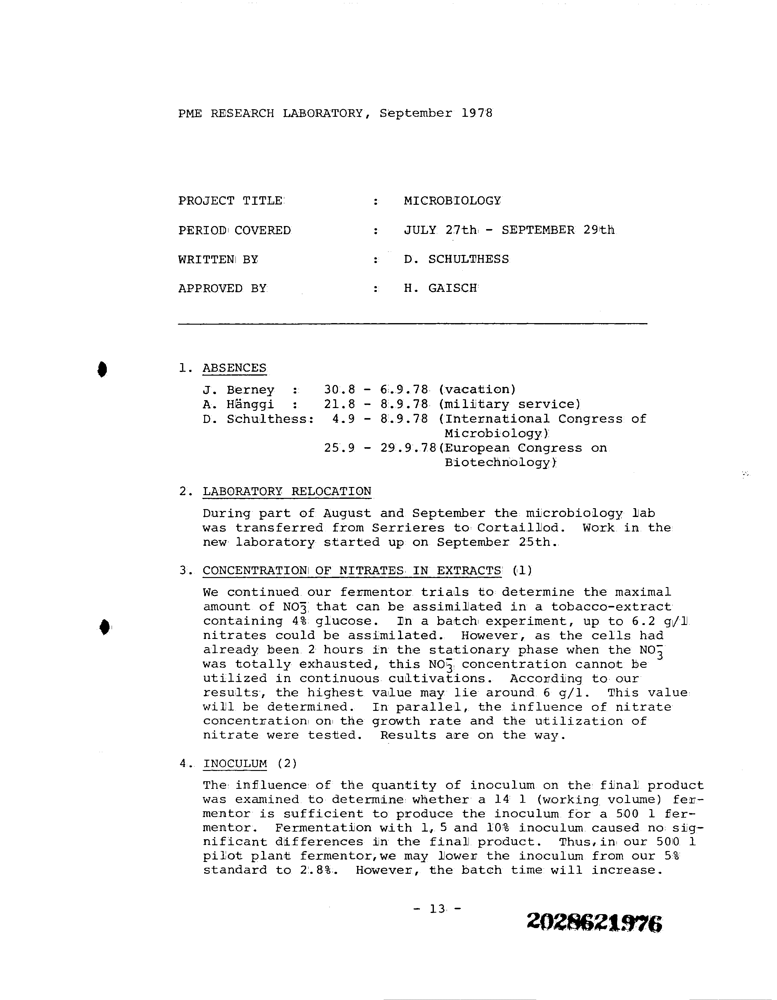 PME RESEARCH LABORATORY, September 1978
PROJECT TITLE : MICROBIOLOGY
PERIOD COVERED : JULY 27th - SEPTEMBER 29th
WRITTEN BY : D. SCHULTHESS
APPROVED BY : H. GAISCH
1. ABSENCES
J. Berney : 30.8 - 6.9.78 (vacation)
A. Hänggi : 21.8 - 8.9.78 (military service)
D. Schulthess: 4.9 - 8.9.78 (International Congress of
Microbiology)
25.9 - 29.9.78 (European Congress on
Biotechnology)
2. LABORATORY RELOCATION
During part of August and September the microbiology lab
was transferred from Serrieres to Cortaillod. Work in the
new laboratory started up on September 25th.
3. CONCENTRATION OF NITRATES IN EXTRACTS (1)
We continued our fermentor trials to determine the maximal
amount of NO₃⁻ that can be assimilated in a tobacco-extract
containing 4% glucose. In a batch experiment, up to 6.2 g/l
nitrates could be assimilated. However, as the cells had
already been 2 hours in the stationary phase when the NO₃⁻
was totally exhausted, this NO₃⁻ concentration cannot be
utilized in continuous cultivations. According to our
results, the highest value may lie around 6 g/l. This value
will be determined. In parallel, the influence of nitrate
concentration on the growth rate and the utilization of
nitrate were tested. Results are on the way.
4. INOCULUM (2)
The influence of the quantity of inoculum on the final product
was examined to determine whether a 14 l (working volume) fer-
mentor is sufficient to produce the inoculum for a 500 l fer-
mentor. Fermentation with 1, 5 and 10% inoculum caused no sig-
nificant differences in the final product. Thus, in our 500 l
pilot plant fermentor, we may lower the inoculum from our 5%
standard to 2.8%. However, the batch time will increase.
- 13 -
2028621976